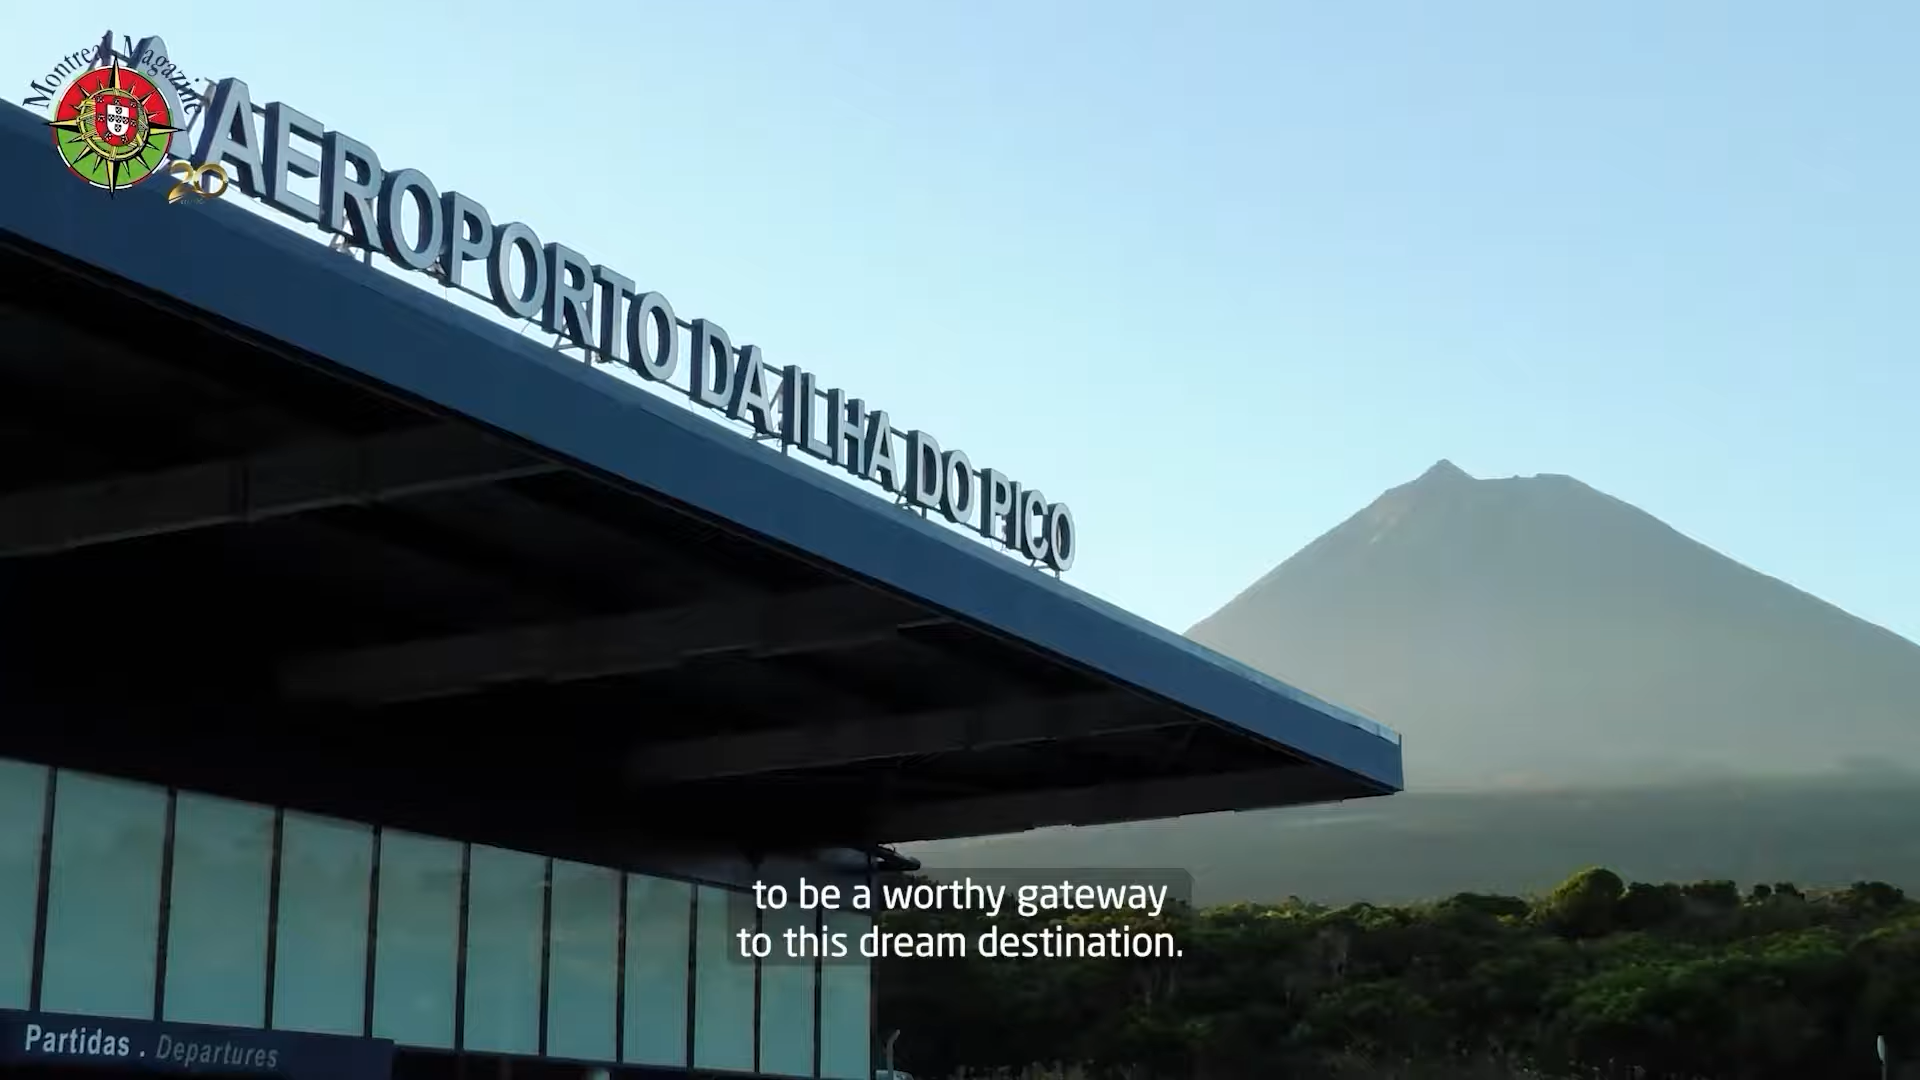 Montreal Magazine
20
AEROPORTO DA ILHA DO PICO
to be a worthy gateway
to this dream destination.
Partidas . Departures